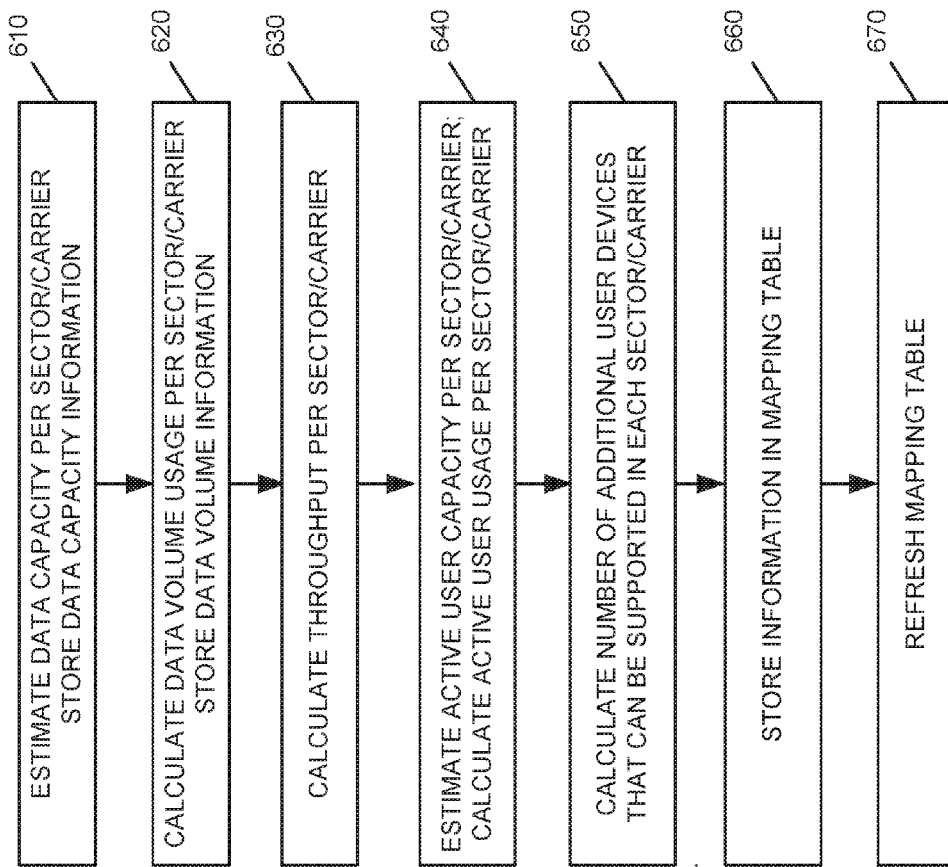 610
ESTIMATE DATA CAPACITY PER SECTOR/CARRIER
STORE DATA CAPACITY INFORMATION
620
CALCULATE DATA VOLUME USAGE PER SECTOR/CARRIER
STORE DATA VOLUME INFORMATION
630
CALCULATE THROUGHPUT PER SECTOR/CARRIER
640
ESTIMATE ACTIVE USER CAPACITY PER SECTOR/CARRIER;
CALCULATE ACTIVE USER USAGE PER SECTOR/CARRIER
650
CALCULATE NUMBER OF ADDITIONAL USER DEVICES
THAT CAN BE SUPPORTED IN EACH SECTOR/CARRIER
660
STORE INFORMATION IN MAPPING TABLE
670
REFRESH MAPPING TABLE